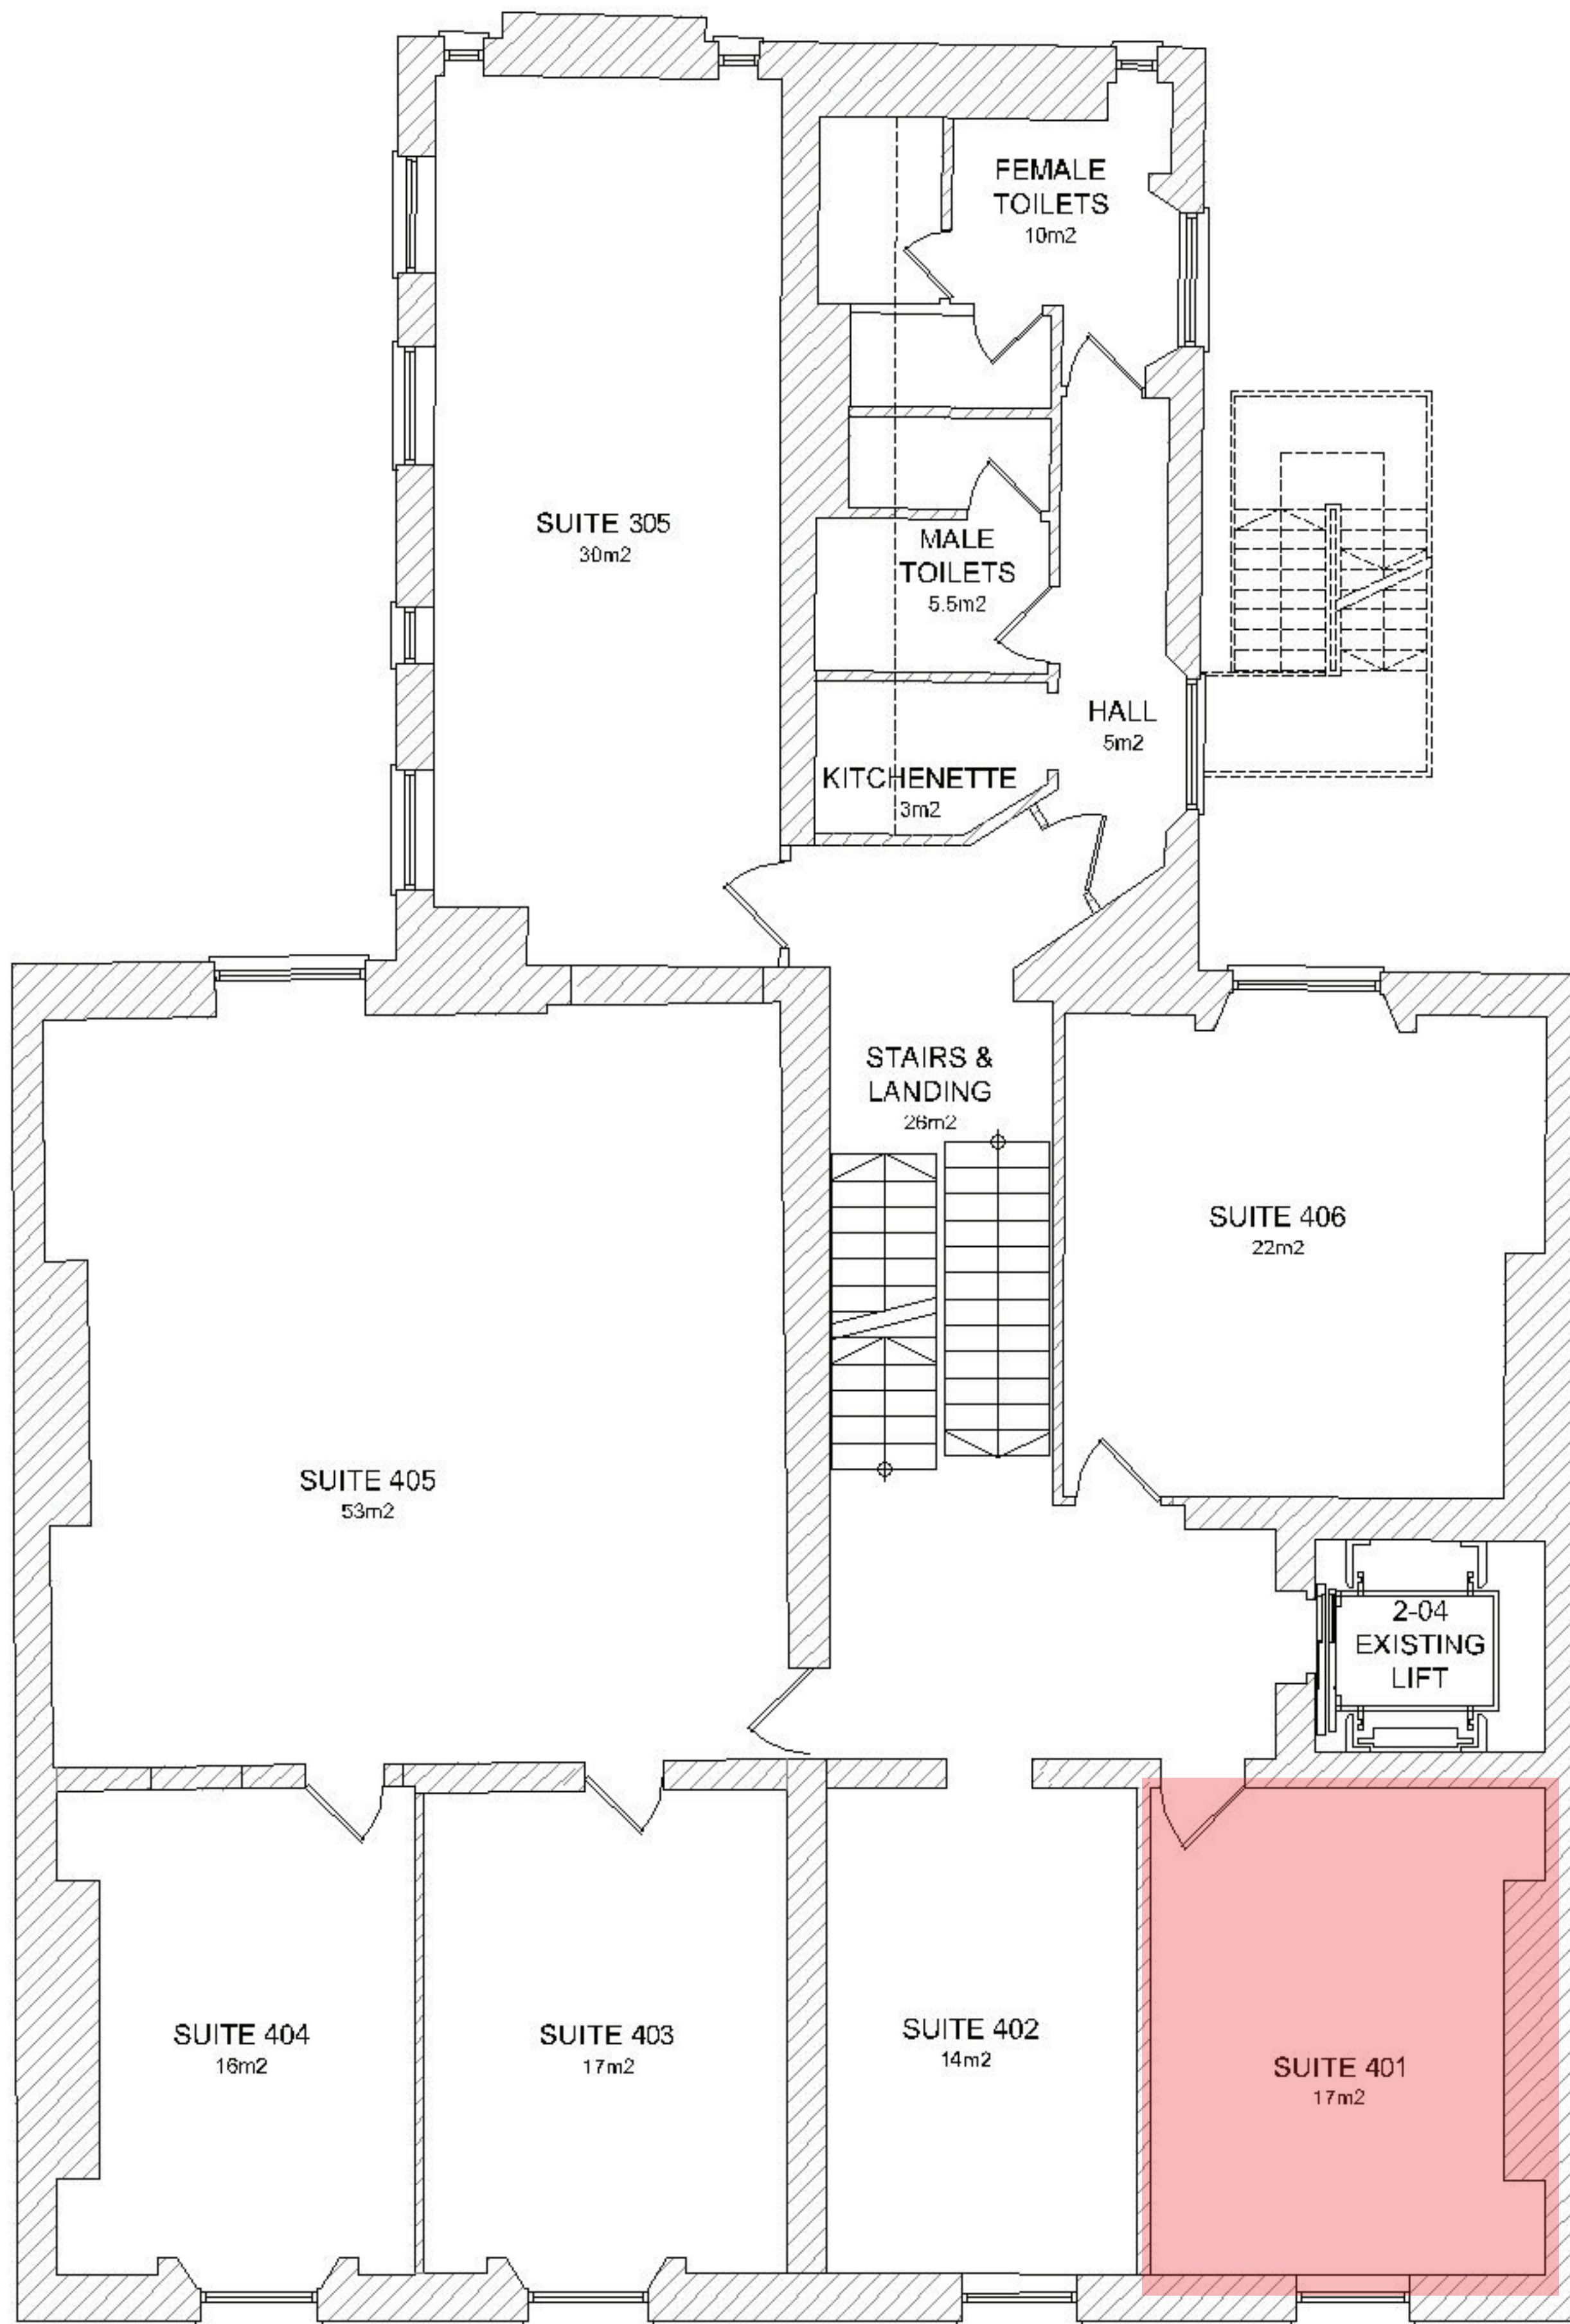 FEMALE
TOILETS
10m2
SUITE 305
30m2
MALE
TOILETS
5.5m2
HALL
5m2
KITCHENETTE
3m2
STAIRS &
LANDING
26m2
SUITE 406
22m2
SUITE 405
53m2
2-04
EXISTING
LIFT
SUITE 404
16m2
SUITE 403
17m2
SUITE 402
14m2
SUITE 401
17m2